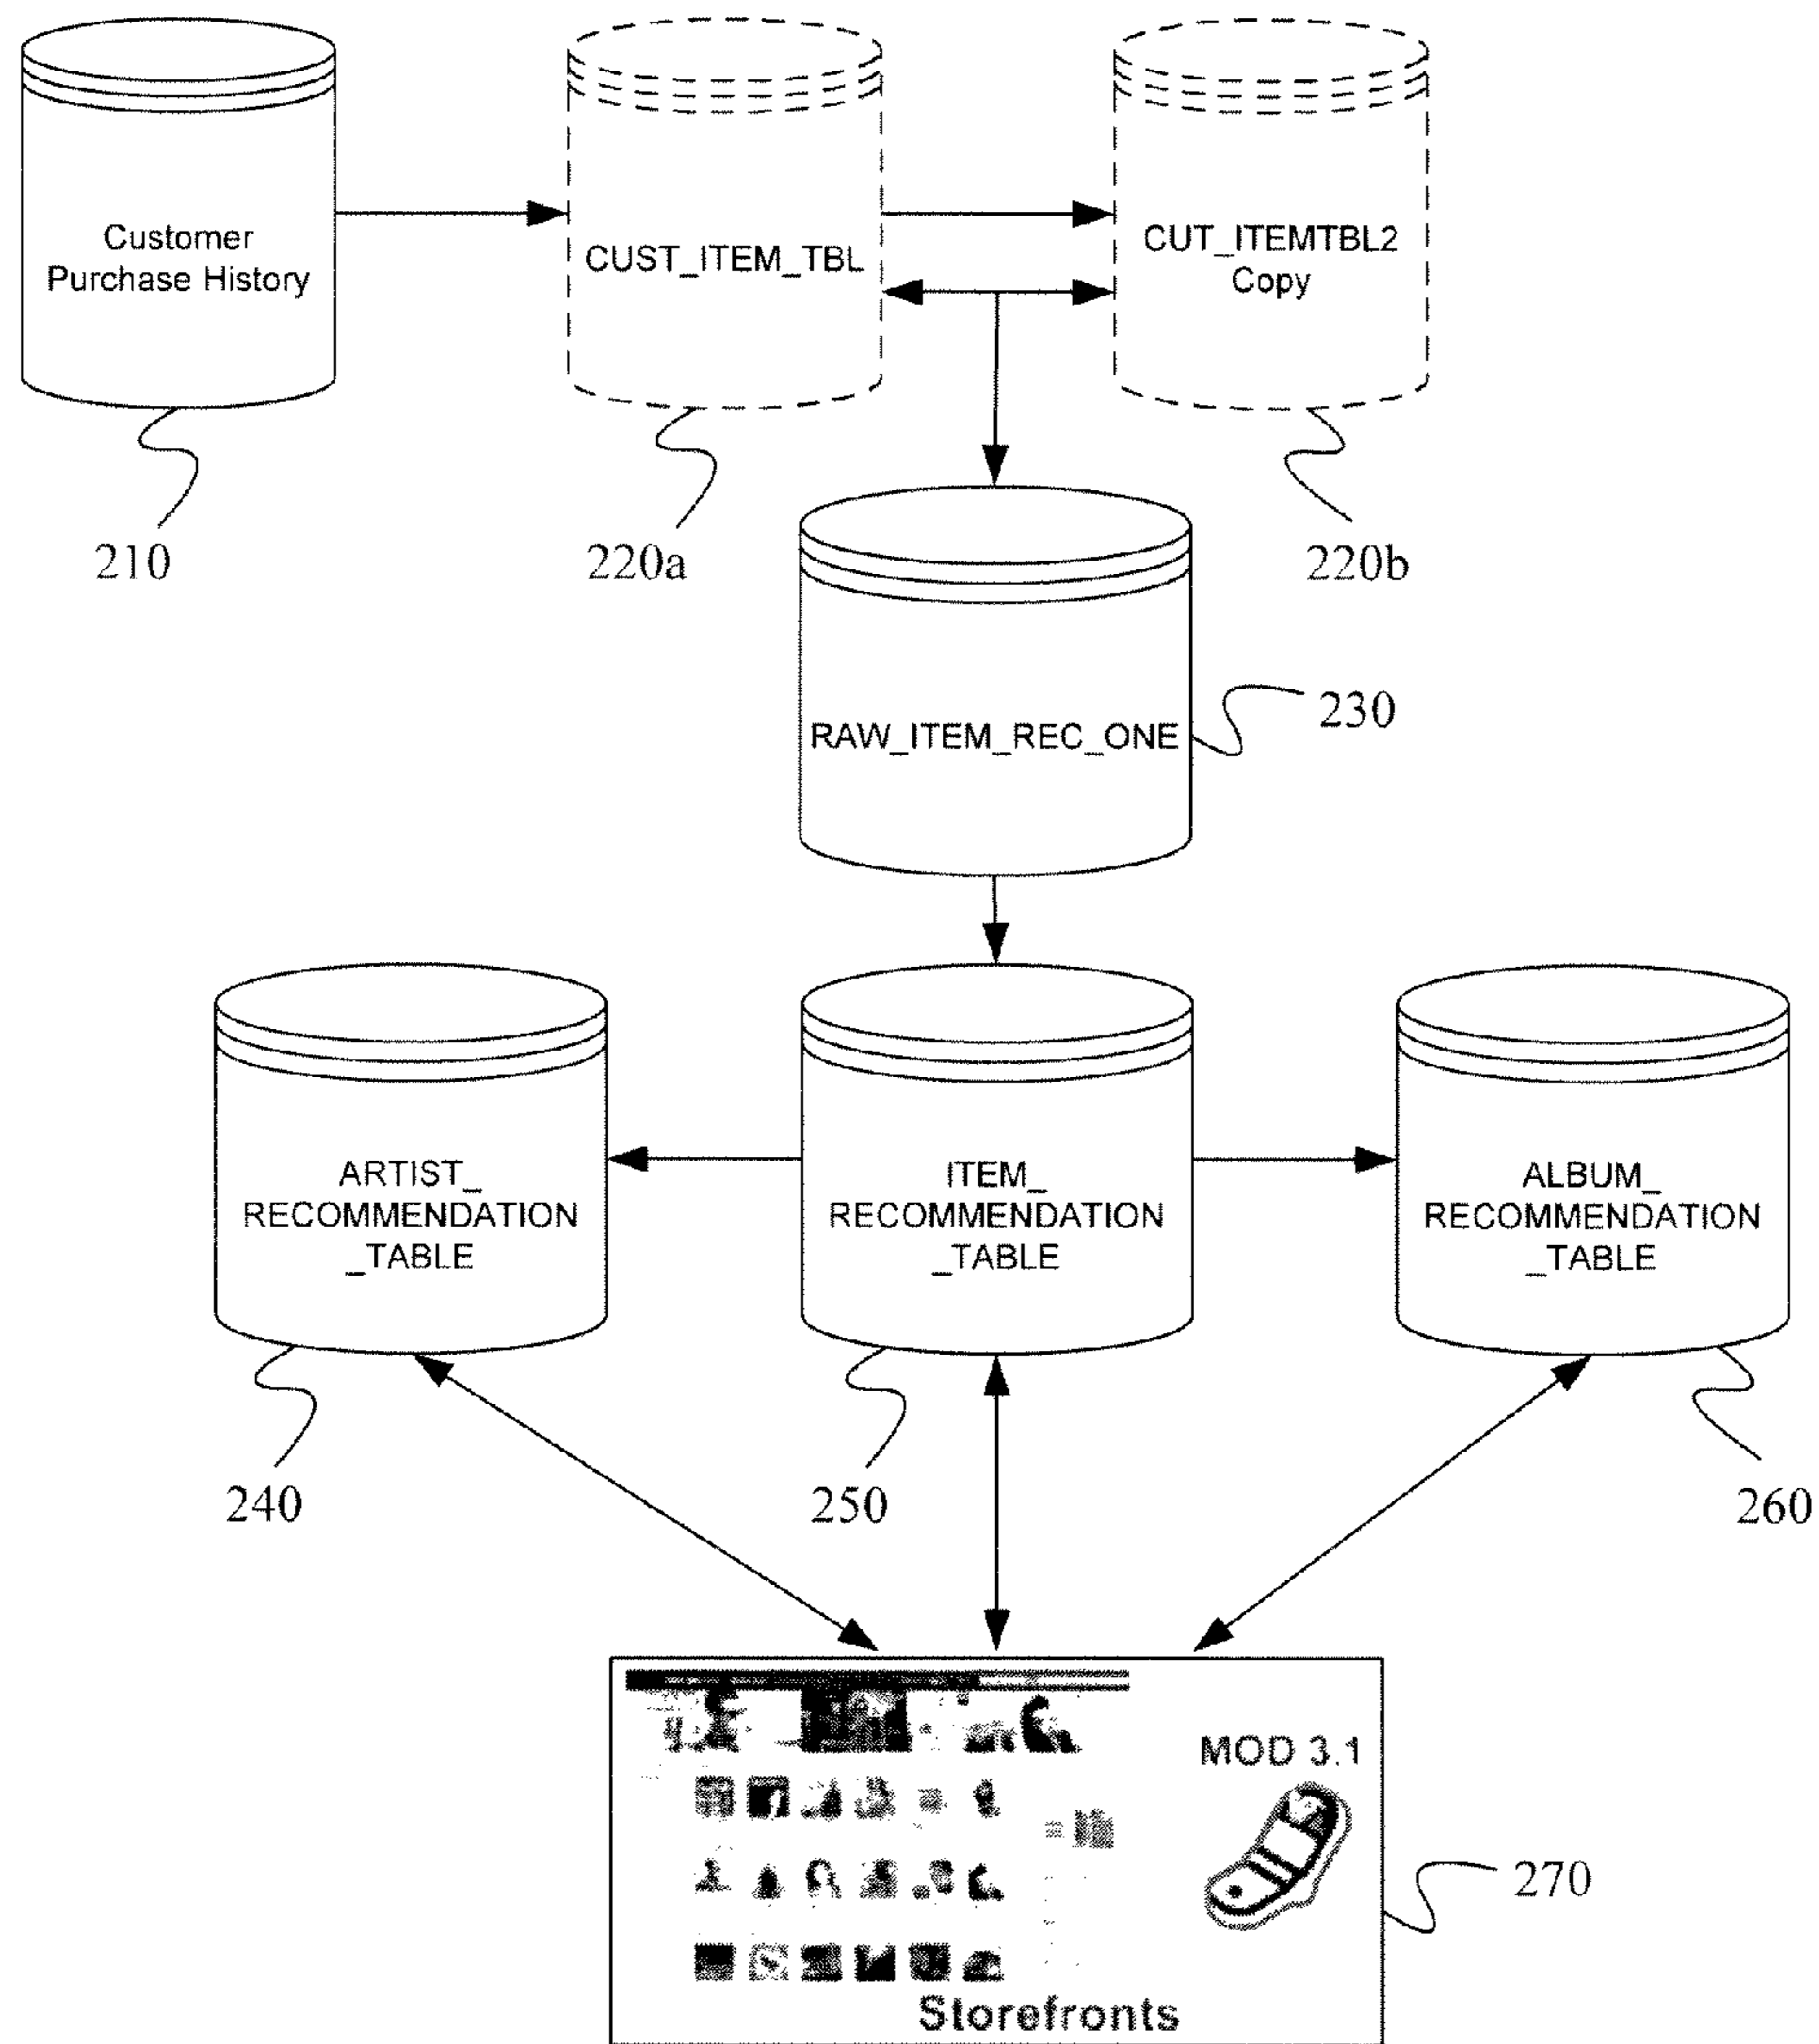 Customer
Purchase History
CUST_ITEM_TBL
CUT_ITEMTBL2
Copy
210
220a
220b
RAW_ITEM_REC_ONE
230
ARTIST_
RECOMMENDATION
_TABLE
ITEM_
RECOMMENDATION
_TABLE
ALBUM_
RECOMMENDATION
_TABLE
240
250
260
MOD 3.1
270
Storefronts